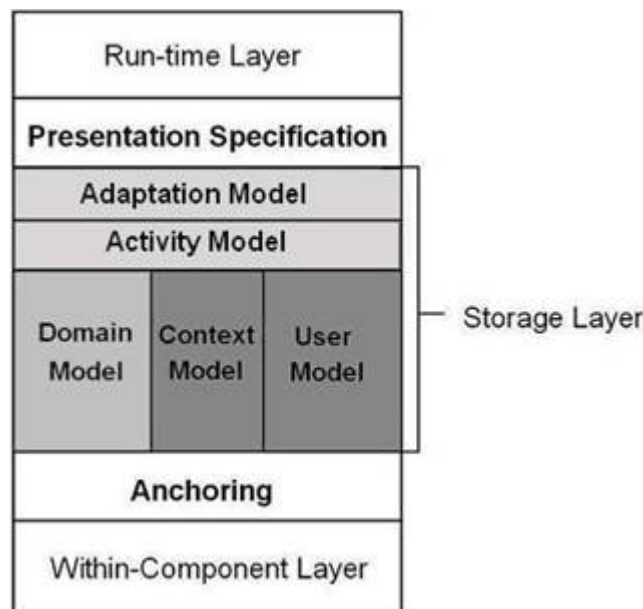 Run-time Layer
Presentation Specification
Adaptation Model
Activity Model
Domain Model
Context Model
User Model
Storage Layer
Anchoring
Within-Component Layer